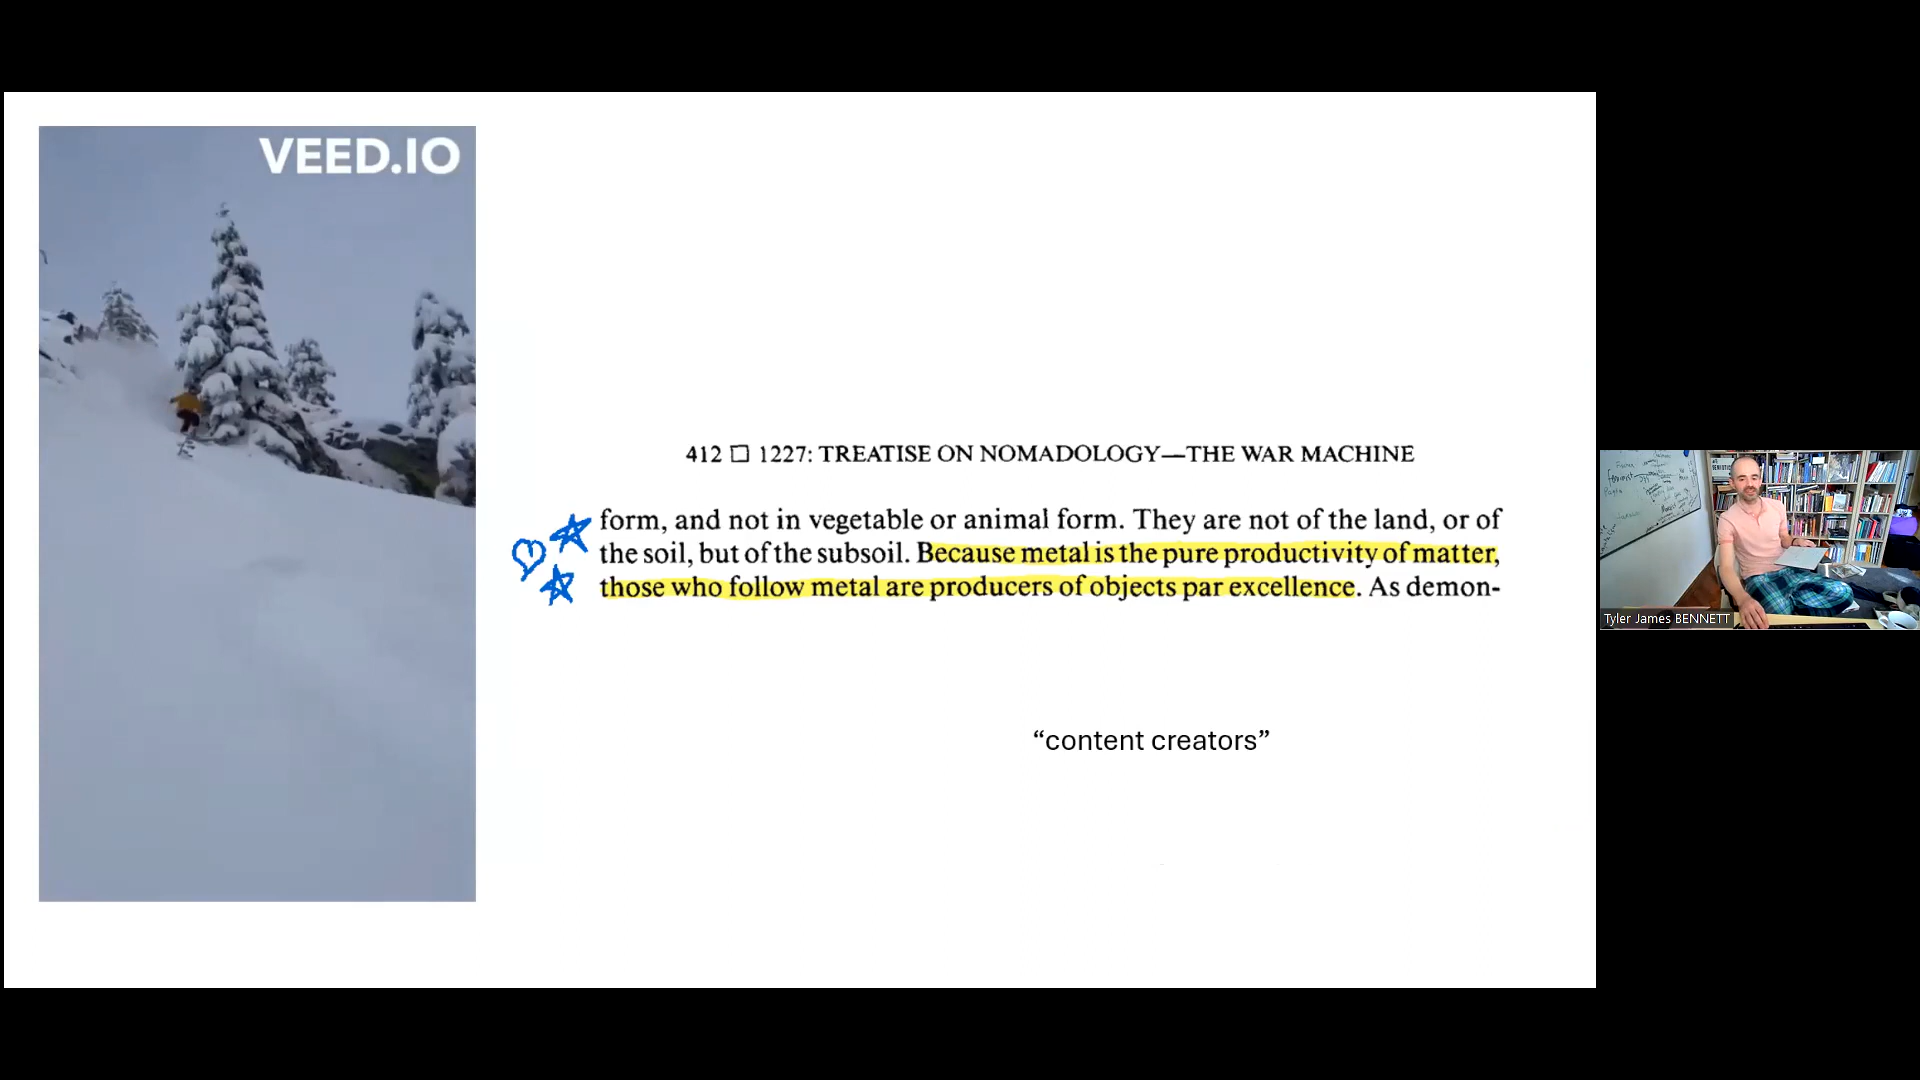 VEED.IO
412 □ 1227: TREATISE ON NOMADOLOGY—THE WAR MACHINE
form, and not in vegetable or animal form. They are not of the land, or of
the soil, but of the subsoil. Because metal is the pure productivity of matter,
those who follow metal are producers of objects par excellence. As demon-
“content creators”
Tyler James BENNETT